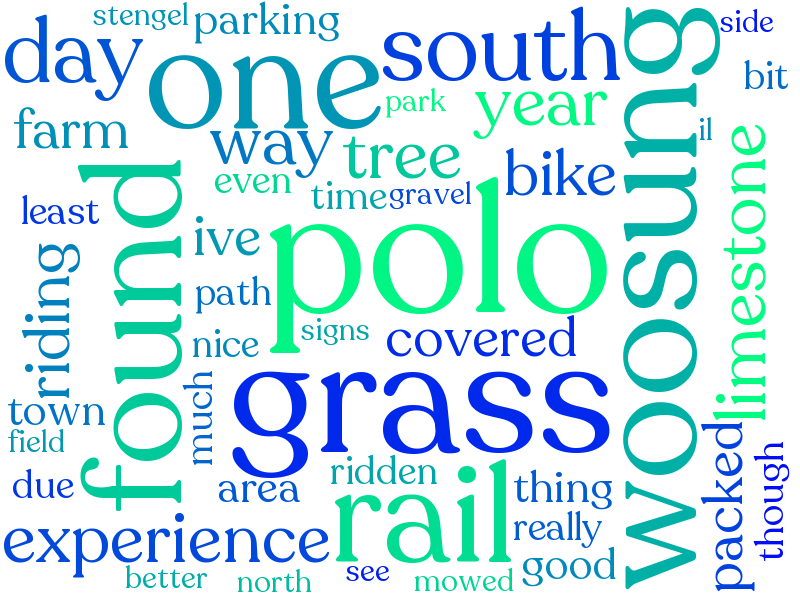 stengel
parking
side
day
one
south
woosung
bit
park
year
farm
way
tree
il
even
bike
limestone
time
gravel
found
least
ive
polo
riding
path
signs
nice
covered
much
grass
town
field
packed
due
area
ridden
rail
thing
though
experience
really
good
better
north
see
mowed